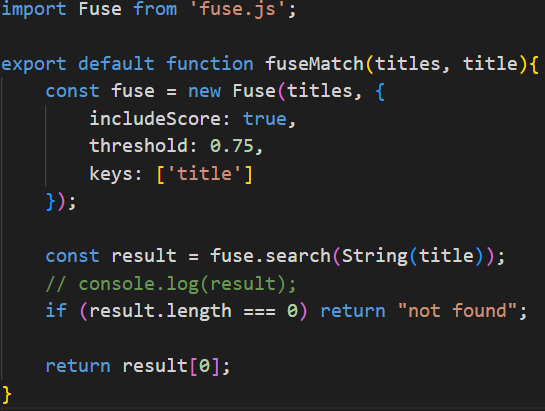 import Fuse from 'fuse.js';
export default function fuseMatch(titles, title){
    const fuse = new Fuse(titles, {
        includeScore: true,
        threshold: 0.75,
        keys: ['title']
    });
    const result = fuse.search(String(title));
    // console.log(result);
    if (result.length === 0) return "not found";
    return result[0];
}